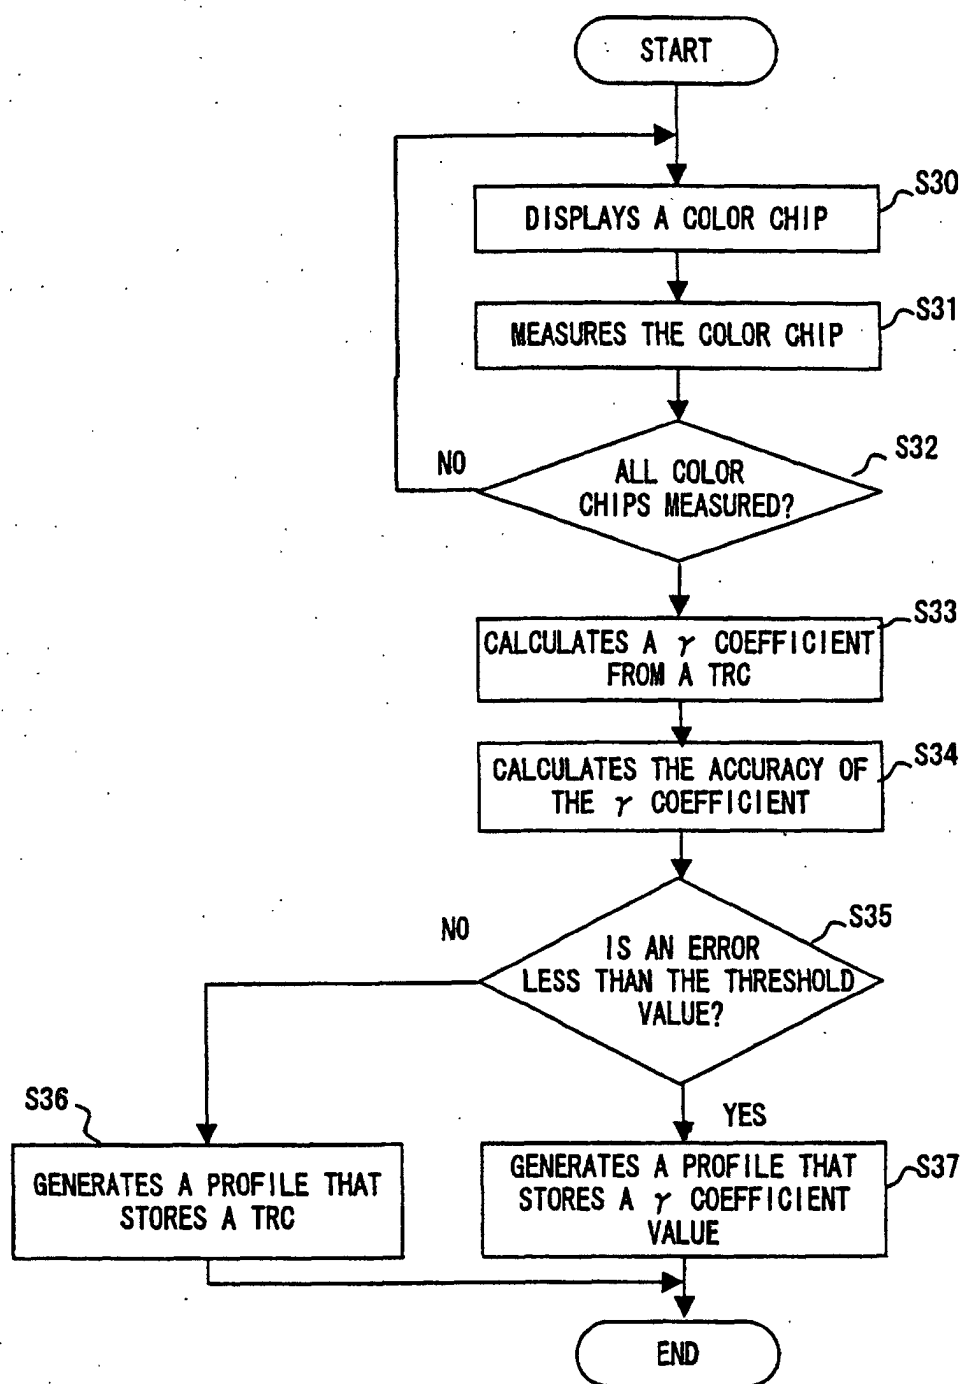 START
S30
DISPLAYS A COLOR CHIP
S31
MEASURES THE COLOR CHIP
S32
NO
ALL COLOR
CHIPS MEASURED?
S33
CALCULATES A γ COEFFICIENT
FROM A TRC
S34
CALCULATES THE ACCURACY OF
THE γ COEFFICIENT
S35
NO
IS AN ERROR
LESS THAN THE THRESHOLD
VALUE?
S36
YES
GENERATES A PROFILE THAT
STORES A TRC
S37
GENERATES A PROFILE THAT
STORES A γ COEFFICIENT
VALUE
END